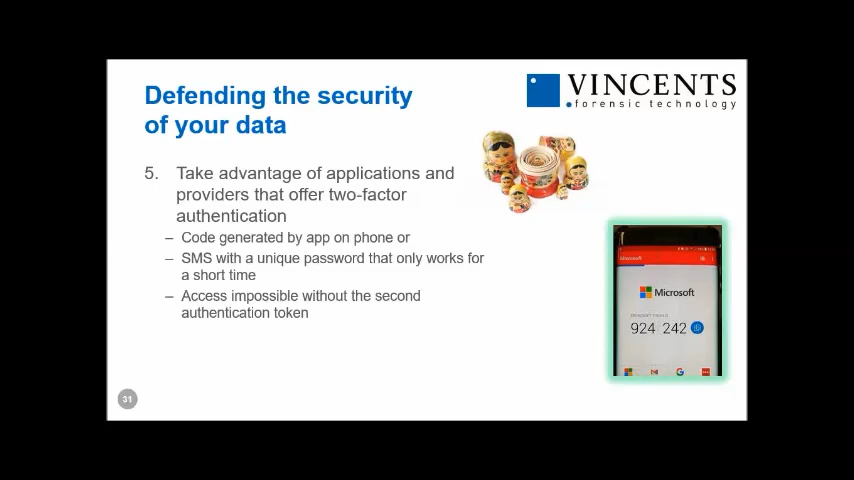 Defending the security
of your data
VINCENTS
forensic technology
5. Take advantage of applications and
providers that offer two-factor
authentication
– Code generated by app on phone or
– SMS with a unique password that only works for
a short time
– Access impossible without the second
authentication token
Microsoft
Microsoft
924 242
31